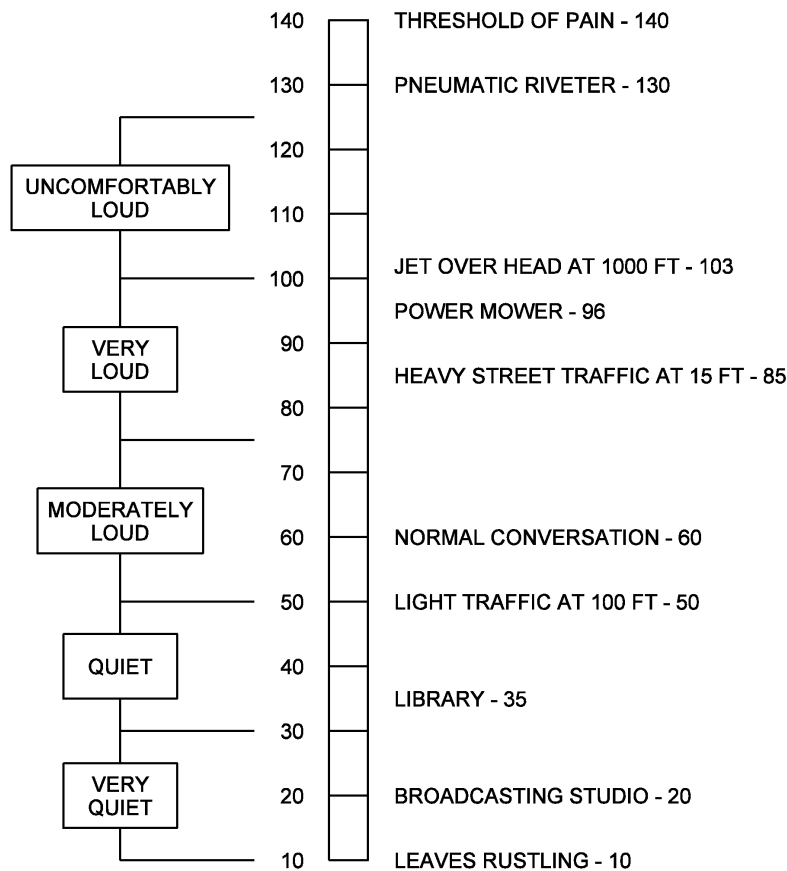 140 THRESHOLD OF PAIN - 140
130 PNEUMATIC RIVETER - 130
120
UNCOMFORTABLY
LOUD
110
JET OVER HEAD AT 1000 FT - 103
100
POWER MOWER - 96
VERY
LOUD
90
HEAVY STREET TRAFFIC AT 15 FT - 85
80
70
MODERATELY
LOUD
60 NORMAL CONVERSATION - 60
50 LIGHT TRAFFIC AT 100 FT - 50
QUIET
40
LIBRARY - 35
30
VERY
QUIET
20 BROADCASTING STUDIO - 20
10 LEAVES RUSTLING - 10